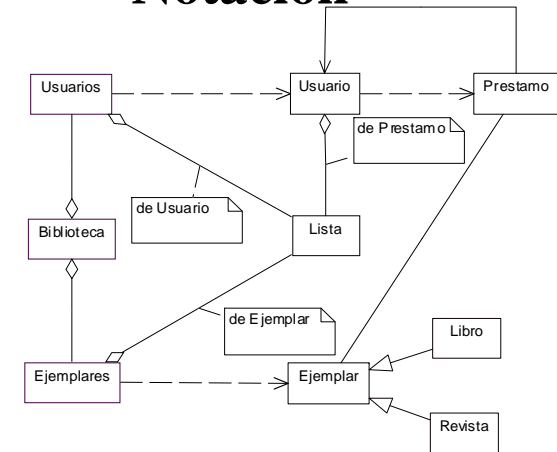 Notación
Usuarios
Usuario
Prestamo
de Prestamo
de Usuario
Biblioteca
Lista
de Ejemplar
Libro
Ejemplares
Ejemplar
Revista